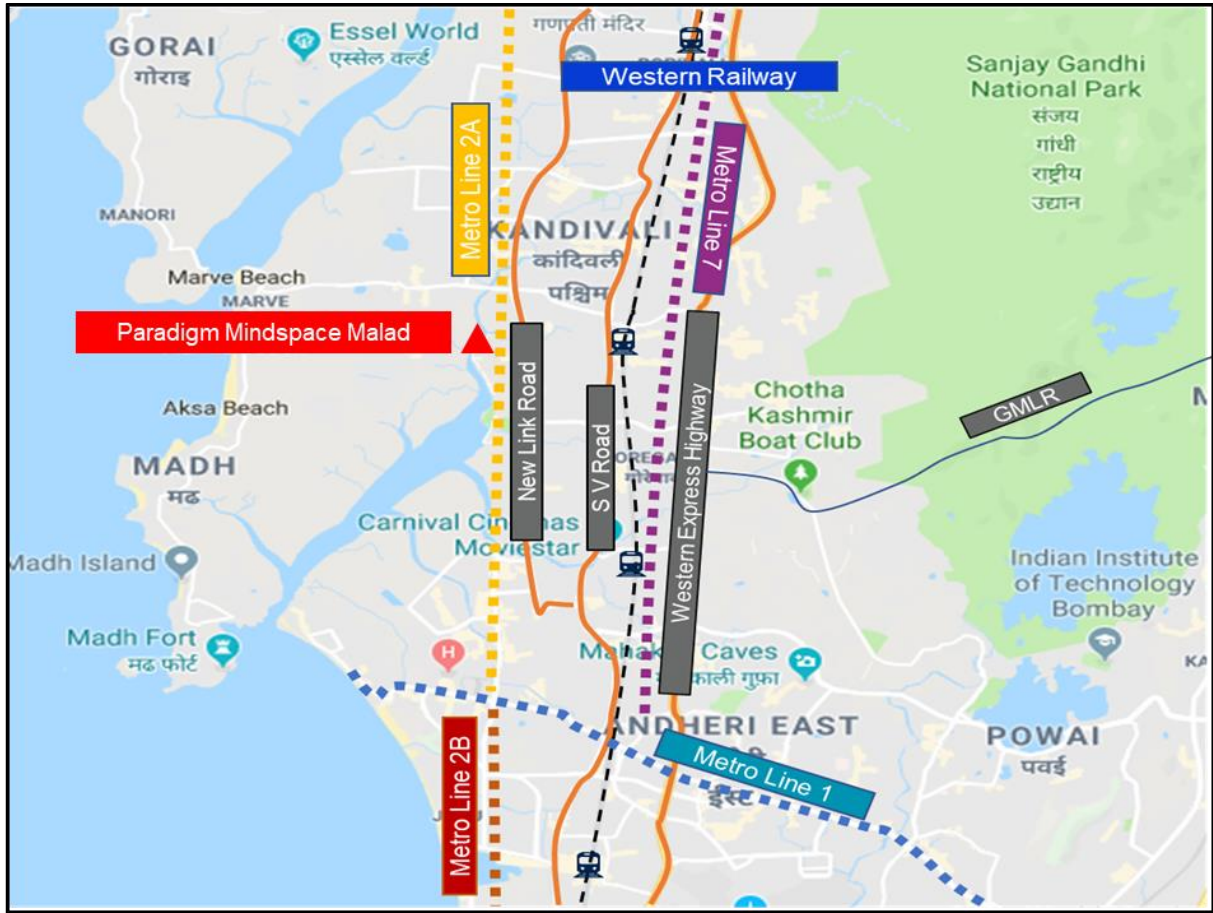 GORAI
गोराइ
Essel World
एस्सेल वर्ल्ड
गणपती मंदिर
Western Railway
Sanjay Gandhi
National Park
संजय
गांधी
राष्ट्रीय
उद्यान
Metro Line 2A
Metro Line 7
MANORI
KANDIVALI
कांदिवली
पश्चिम
Marve Beach
MARVE
Paradigm Mindspace Malad
New Link Road
S V Road
Western Express Highway
Chotha
Kashmir
Boat Club
GMLR
Aksa Beach
MADH
मढ
Carnival Cinemas
Moviestar
Madh Island
Indian Institute
of Technology
Bombay
Madh Fort
मढ फोर्ट
H
Caves
ANDHERI EAST
ईस्ट
POWAI
पवई
Metro Line 1
Metro Line 2B